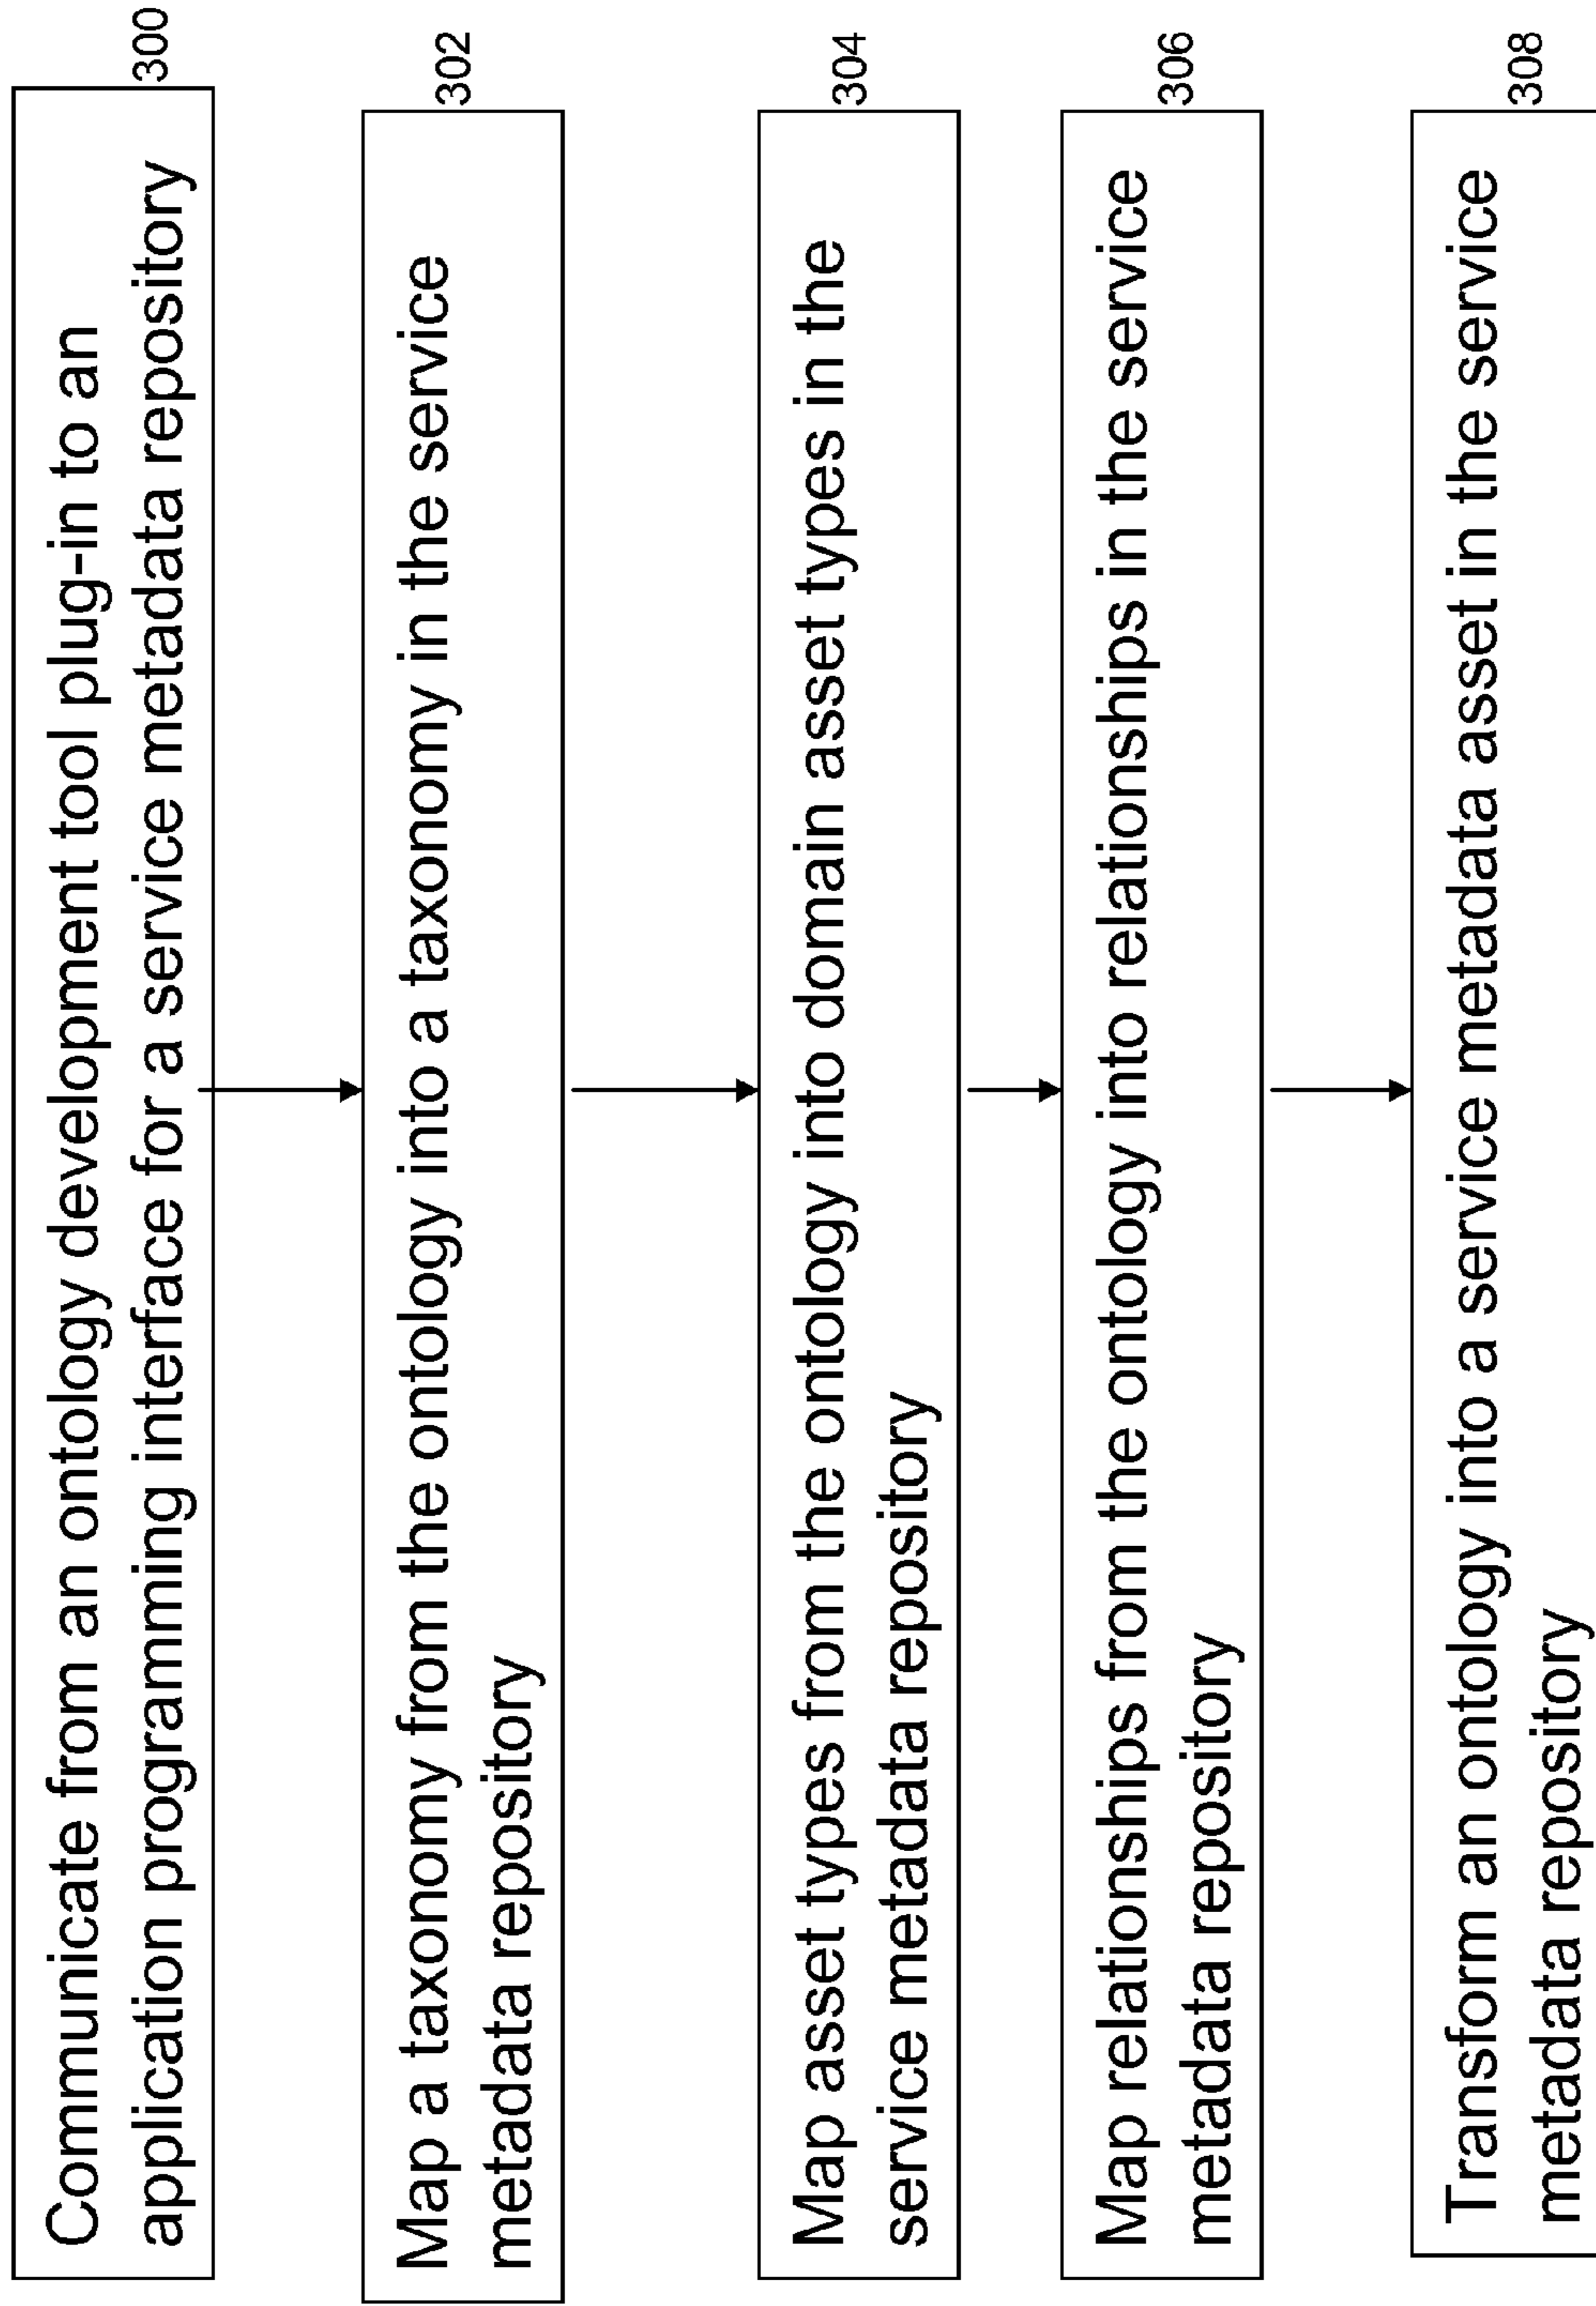 Communicate from an ontology development tool plug-in to an
application programming interface for a service metadata repository
300
Map a taxonomy from the ontology into a taxonomy in the service
metadata repository
302
Map asset types from the ontology into domain asset types in the
service metadata repository
304
Map relationships from the ontology into relationships in the service
metadata repository
306
Transform an ontology into a service metadata asset in the service
metadata repository
308